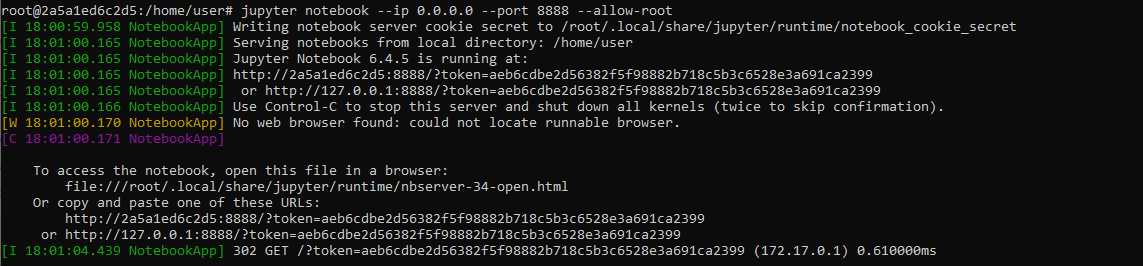 root@2a5a1ed6c2d5:/home/user# jupyter notebook --ip 0.0.0.0 --port 8888 --allow-root
[I 18:00:59.958 NotebookApp] Writing notebook server cookie secret to /root/.local/share/jupyter/runtime/notebook_cookie_secret
[I 18:01:00.165 NotebookApp] Serving notebooks from local directory: /home/user
[I 18:01:00.165 NotebookApp] Jupyter Notebook 6.4.5 is running at:
[I 18:01:00.165 NotebookApp] http://2a5a1ed6c2d5:8888/?token=aeb6cdbe2d56382f5f98882b718c5b3c6528e3a691ca2399
[I 18:01:00.165 NotebookApp]  or http://127.0.0.1:8888/?token=aeb6cdbe2d56382f5f98882b718c5b3c6528e3a691ca2399
[I 18:01:00.166 NotebookApp] Use Control-C to stop this server and shut down all kernels (twice to skip confirmation).
[W 18:01:00.170 NotebookApp] No web browser found: could not locate runnable browser.
[C 18:01:00.171 NotebookApp]
To access the notebook, open this file in a browser:
file:///root/.local/share/jupyter/runtime/nbserver-34-open.html
Or copy and paste one of these URLs:
http://2a5a1ed6c2d5:8888/?token=aeb6cdbe2d56382f5f98882b718c5b3c6528e3a691ca2399
or http://127.0.0.1:8888/?token=aeb6cdbe2d56382f5f98882b718c5b3c6528e3a691ca2399
[I 18:01:04.439 NotebookApp] 302 GET /?token=aeb6cdbe2d56382f5f98882b718c5b3c6528e3a691ca2399 (172.17.0.1) 0.610000ms